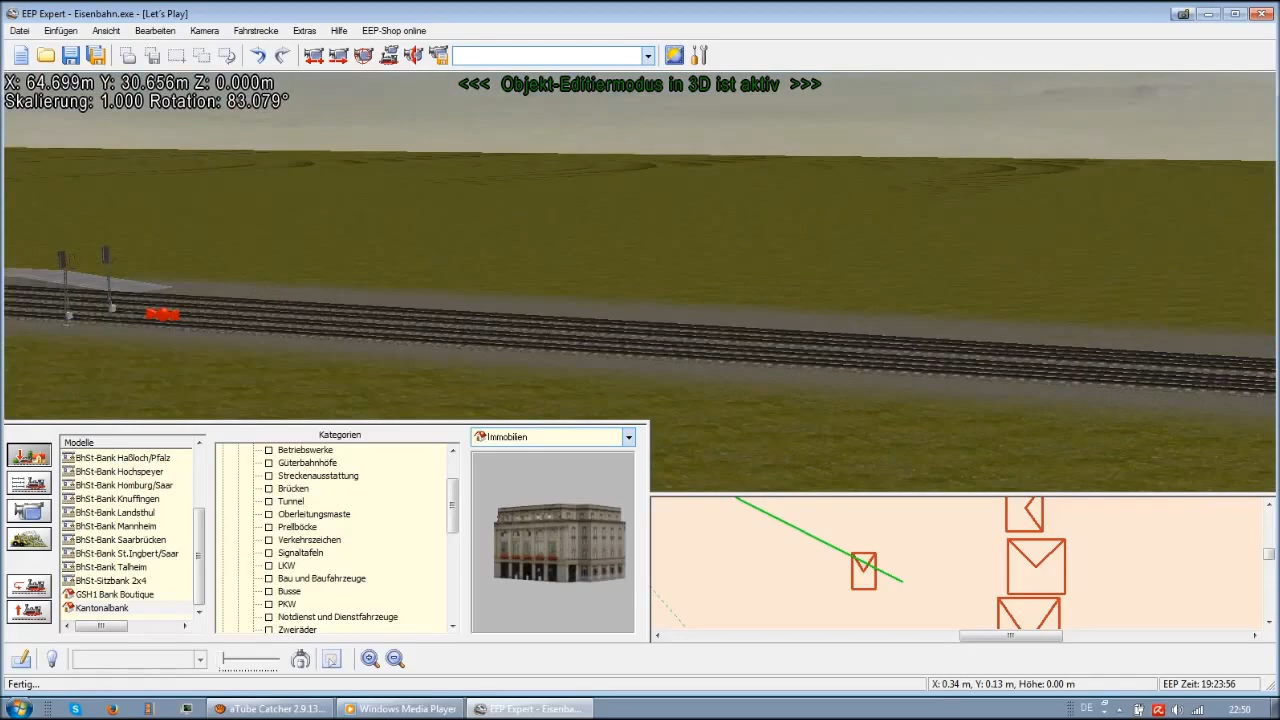 EEP Expert - Eisenbahn.exe - [Let´s Play]
Datei Einfügen Ansicht Bearbeiten Kamera Fahrstrecke Extras Hilfe EEP-Shop online
X: 64.699m Y: 30.656m Z: 0.000m
<<< Objekt-Editiermodus in 3D ist aktiv >>>
Skalierung: 1.000 Rotation: 83.079°
Modelle
BhSt-Bank Haßloch/Pfalz
BhSt-Bank Hochspeyer
BhSt-Bank Homburg/Saar
BhSt-Bank Knuffingen
BhSt-Bank Landsthul
BhSt-Bank Mannheim
BhSt-Bank Saarbrücken
BhSt-Bank St.Ingbert/Saar
BhSt-Bank Talheim
BhSt-Sitzbank 2x4
GSH1 Bank Boutique
Kantonalbank
Kategorien
Betriebswerke
Güterbahnhöfe
Streckenausstattung
Brücken
Tunnel
Oberleitungsmaste
Prellböcke
Verkehrszeichen
Signaltafeln
LKW
Bau und Baufahrzeuge
Busse
PKW
Notdienst und Dienstfahrzeuge
Zweiräder
Immobilien
Fertig...
X: 0.34 m, Y: 0.13 m, Höhe: 0.00 m
EEP Zeit: 19:23:56
aTube Catcher 2.9.13...
Windows Media Player
EEP Expert - Eisenba...
DE
22:50